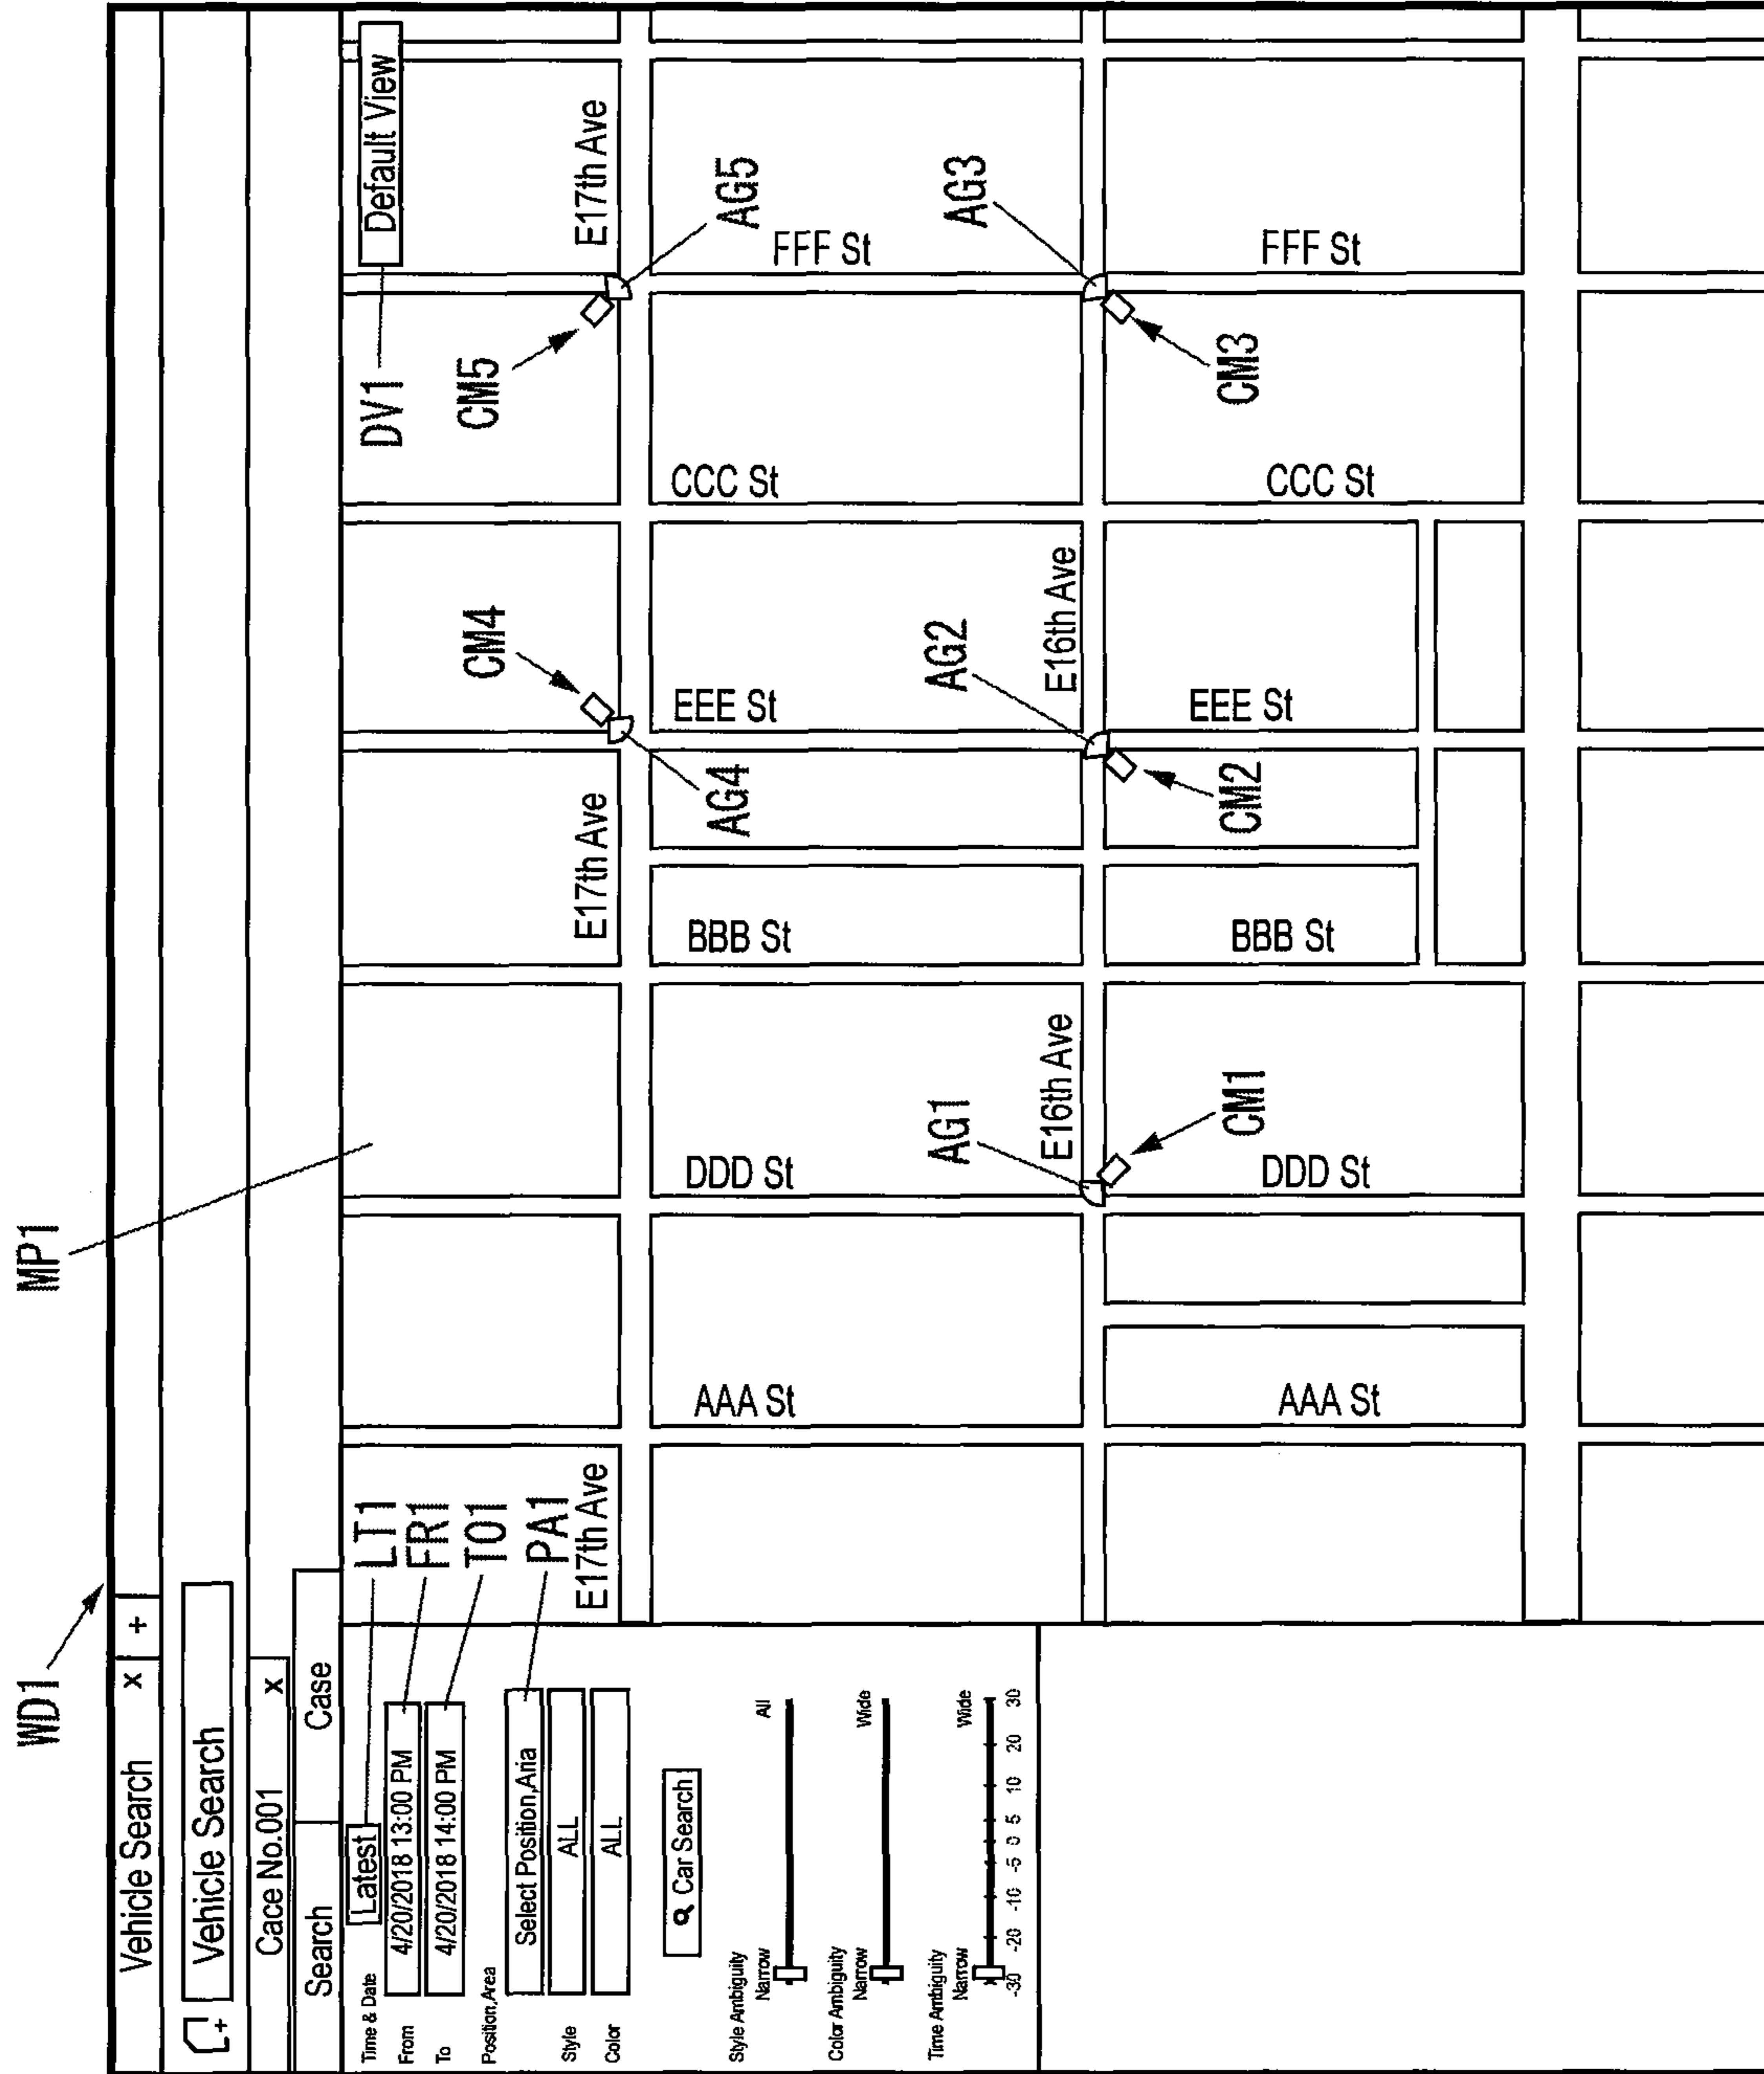 WD1
MP1
Vehicle Search x +
Vehicle Search
Cace No.001 x
Search Case
Time & Date Latest LT1
From 4/20/2018 13:00 PM FR1
To 4/20/2018 14:00 PM TO1
Position,Area
Select Position,Aria PA1
Style ALL
Color ALL
Car Search
Style Ambiguity
Narrow All
Color Ambiguity
Narrow Wide
Time Ambiguity
Narrow Wide
-30 -20 -10 -5 0 5 10 20 30
DV1 Default View
CM4 CM5
E17th Ave E17th Ave E17th Ave
AG4 AG5
AAA St DDD St BBB St EEE St CCC St FFF St
AG1 AG2 AG3
E16th Ave E16th Ave
CM1 CM2 CM3
AAA St DDD St BBB St EEE St CCC St FFF St